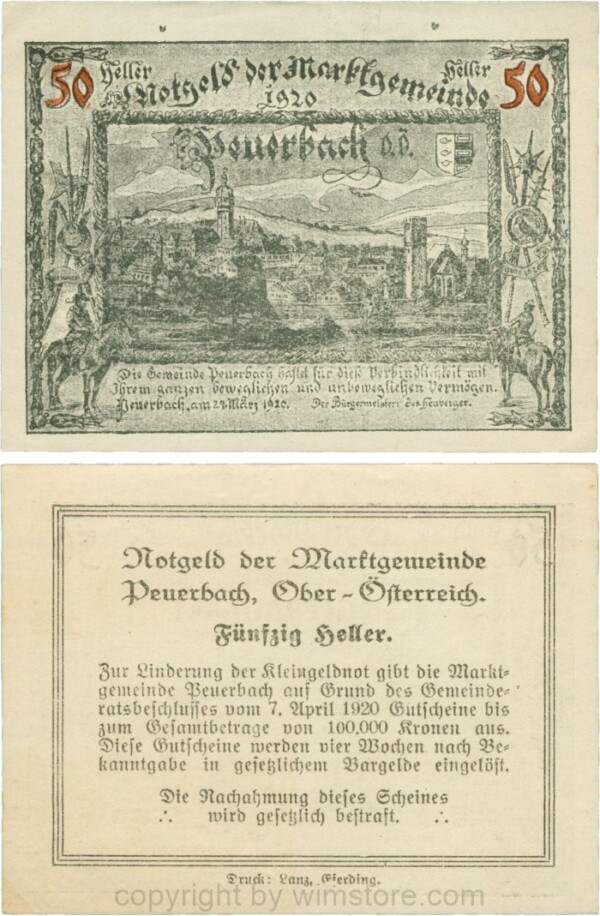 50 Heller Notgeld der Marktgemeinde Heller 50
1920
Peuerbach O.Ö.
Die Gemeinde Peuerbach haftet für diese Verbindlichkeit mit
Ihrem ganzen beweglichen und unbeweglichen Vermögen.
Peuerbach, am 24. März 1920. Der Bürgermeister:
Notgeld der Marktgemeinde
Peuerbach, Ober-Österreich.
Fünfzig Heller.
Zur Linderung der Kleingeldnot gibt die Markt-
gemeinde Peuerbach auf Grund des Gemeinde-
ratsbeschlusses vom 7. April 1920 Gutscheine bis
zum Gesamtbetrage von 100.000 Kronen aus.
Diese Gutscheine werden vier Wochen nach Be-
kanntgabe in gesetzlichem Bargelde eingelöst.
Die Nachahmung dieses Scheines
∴ wird gesetzlich bestraft. ∴
Druck: Lanz, Eferding.
copyright by wimstore.com